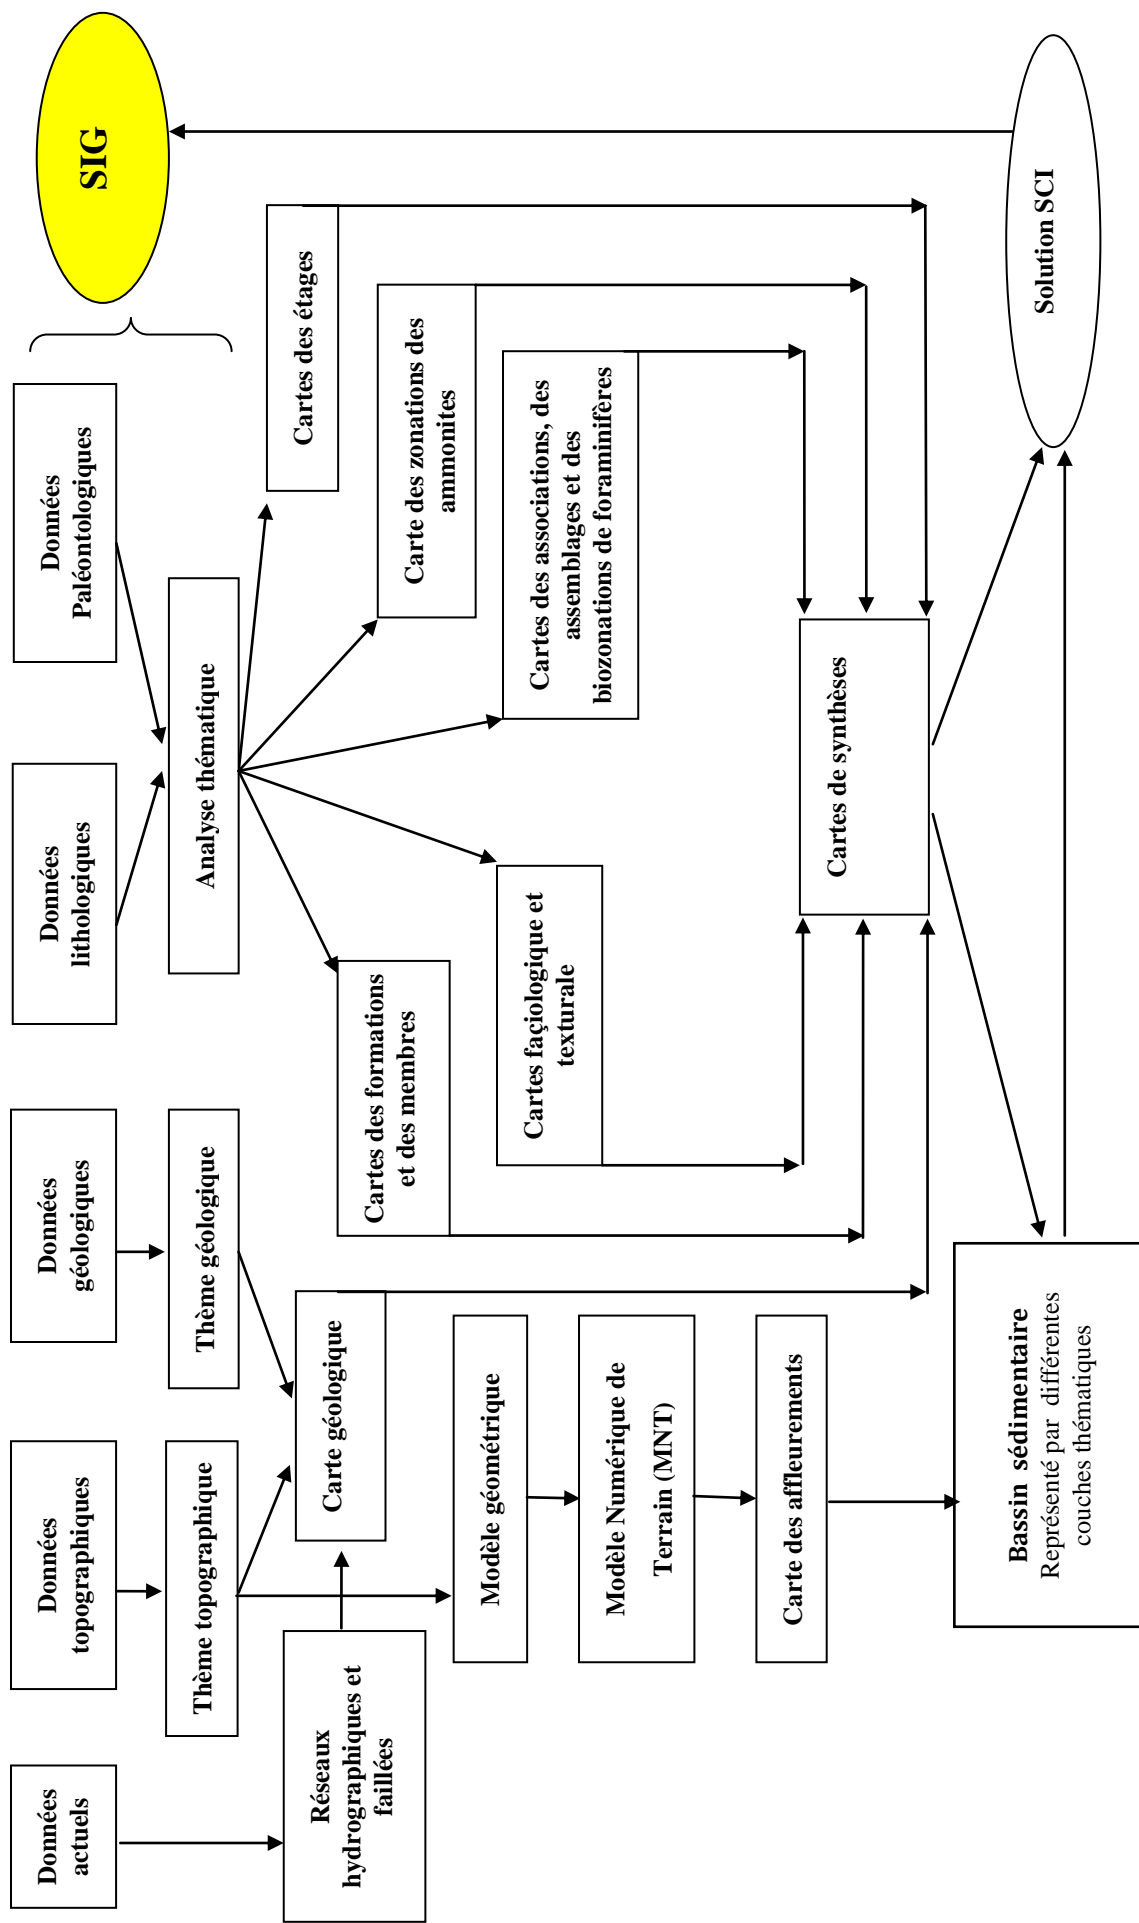 Données
actuels
Données
topographiques
Données
géologiques
Données
lithologiques
Données
Paléontologiques
SIG
Thème topographique
Thème géologique
Analyse thématique
Réseaux
hydrographiques et
faillées
Carte géologique
Cartes des formations
et des membres
Cartes des étages
Carte des zonations des
ammonites
Modèle géométrique
Cartes façiologique et
texturale
Cartes des associations, des
assemblages et des
biozonations de foraminifères
Modèle Numérique de
Terrain (MNT)
Carte des affleurements
Cartes de synthèses
Bassin sédimentaire
Représenté par différentes
couches thématiques
Solution SCI